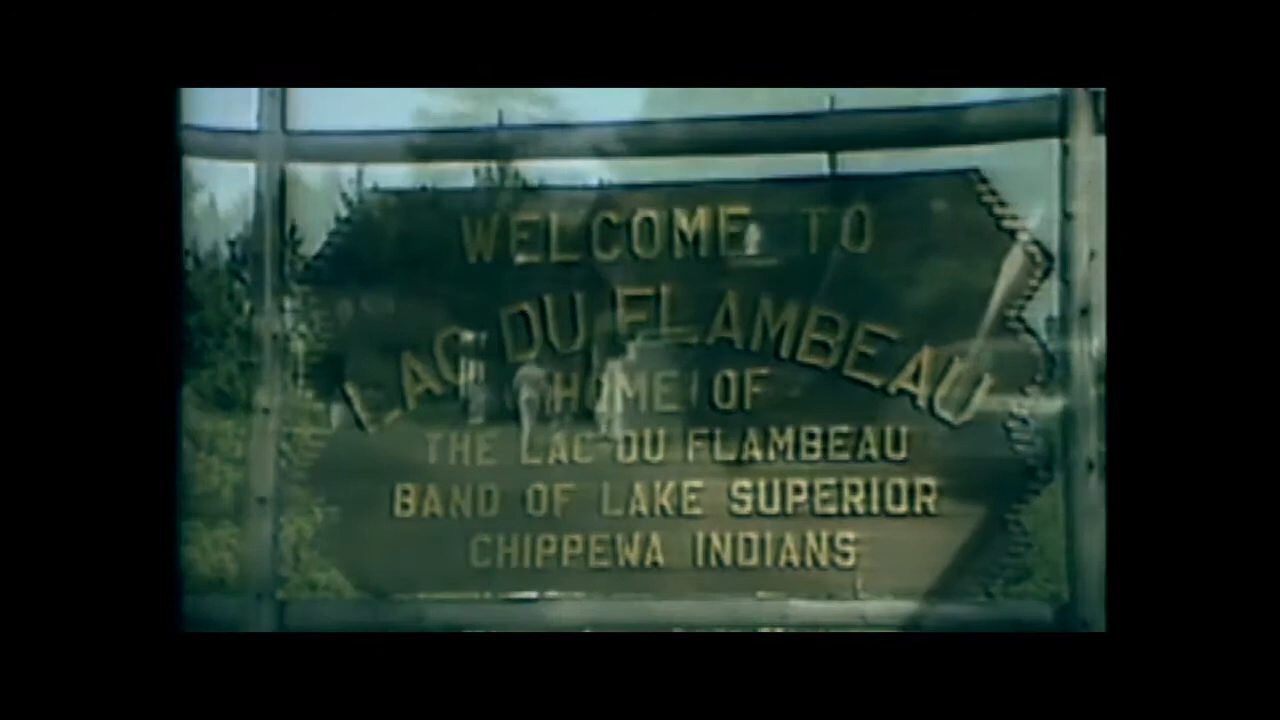 WELCOME TO
LAC DU FLAMBEAU
HOME OF
THE LAC DU FLAMBEAU
BAND OF LAKE SUPERIOR
CHIPPEWA INDIANS